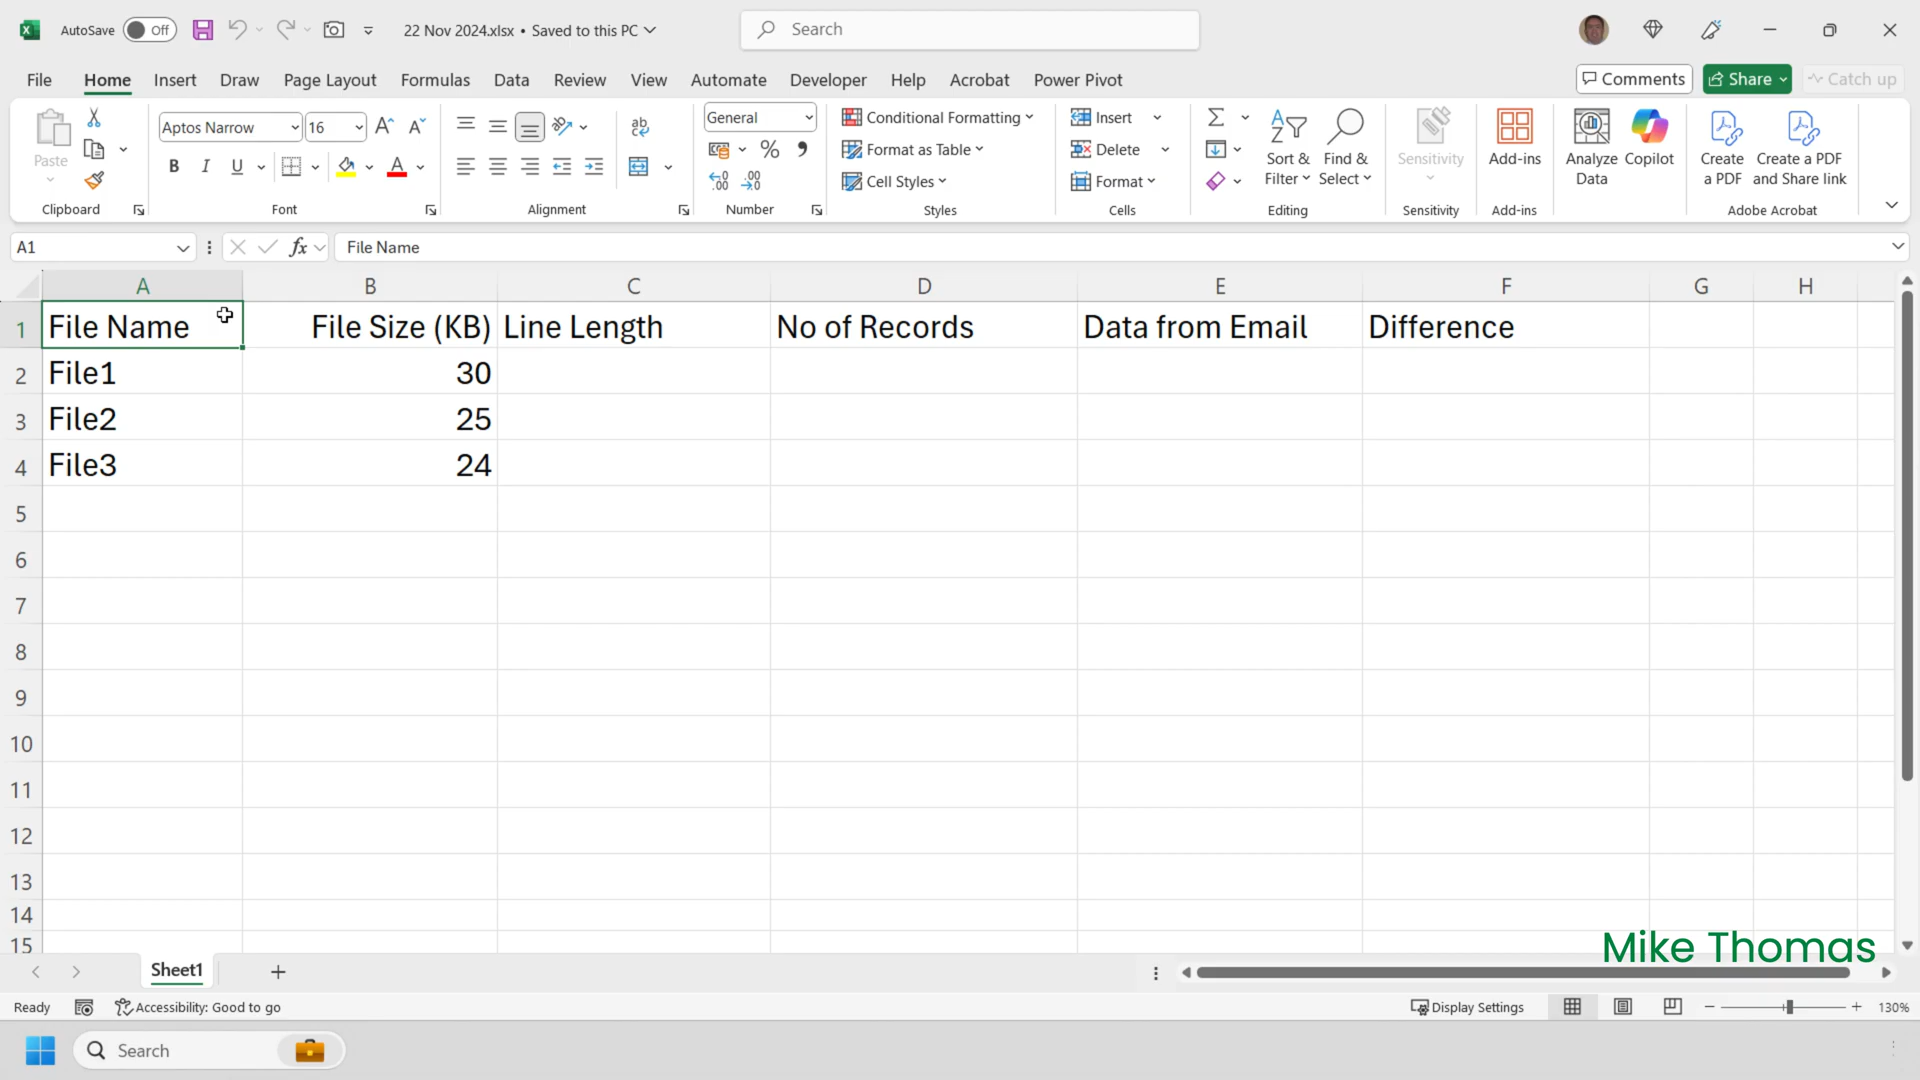 AutoSave Off 22 Nov 2024.xlsx • Saved to this PC Search
File Home Insert Draw Page Layout Formulas Data Review View Automate Developer Help Acrobat Power Pivot Comments Share Catch up
Paste
Clipboard
Aptos Narrow 16
B I U A
Font
ab
Alignment
General
% 9
Number
Conditional Formatting
Format as Table
Cell Styles
Styles
Insert
Delete
Format
Cells
Sort & Filter
Find & Select
Editing
Sensitivity
Sensitivity
Add-ins
Add-ins
Analyze Data
Copilot
Create a PDF
Create a PDF and Share link
Adobe Acrobat
A1 fx File Name
A B C D E F G H
1 File Name File Size (KB) Line Length No of Records Data from Email Difference
2 File1 30
3 File2 25
4 File3 24
5
6
7
8
9
10
11
12
13
14
15
Mike Thomas
Sheet1
Ready Accessibility: Good to go Display Settings 130%
Search